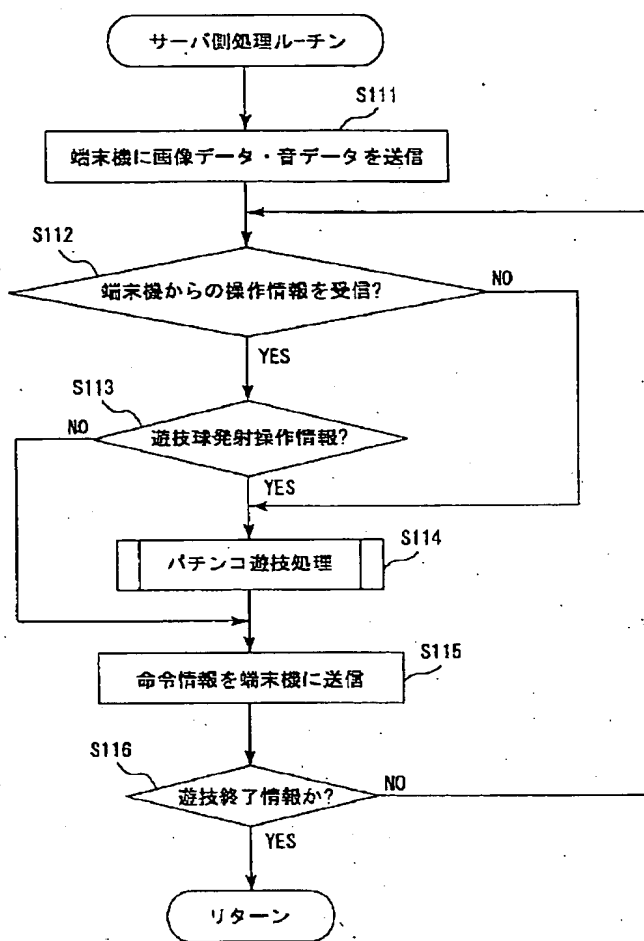 サーバ側処理ルーチン
S111
端末機に画像データ・音データを送信
S112
端末機からの操作情報を受信?
NO
YES
S113
遊技球発射操作情報?
NO
YES
S114
パチンコ遊技処理
S115
命令情報を端末機に送信
S116
遊技終了情報か?
NO
YES
リターン